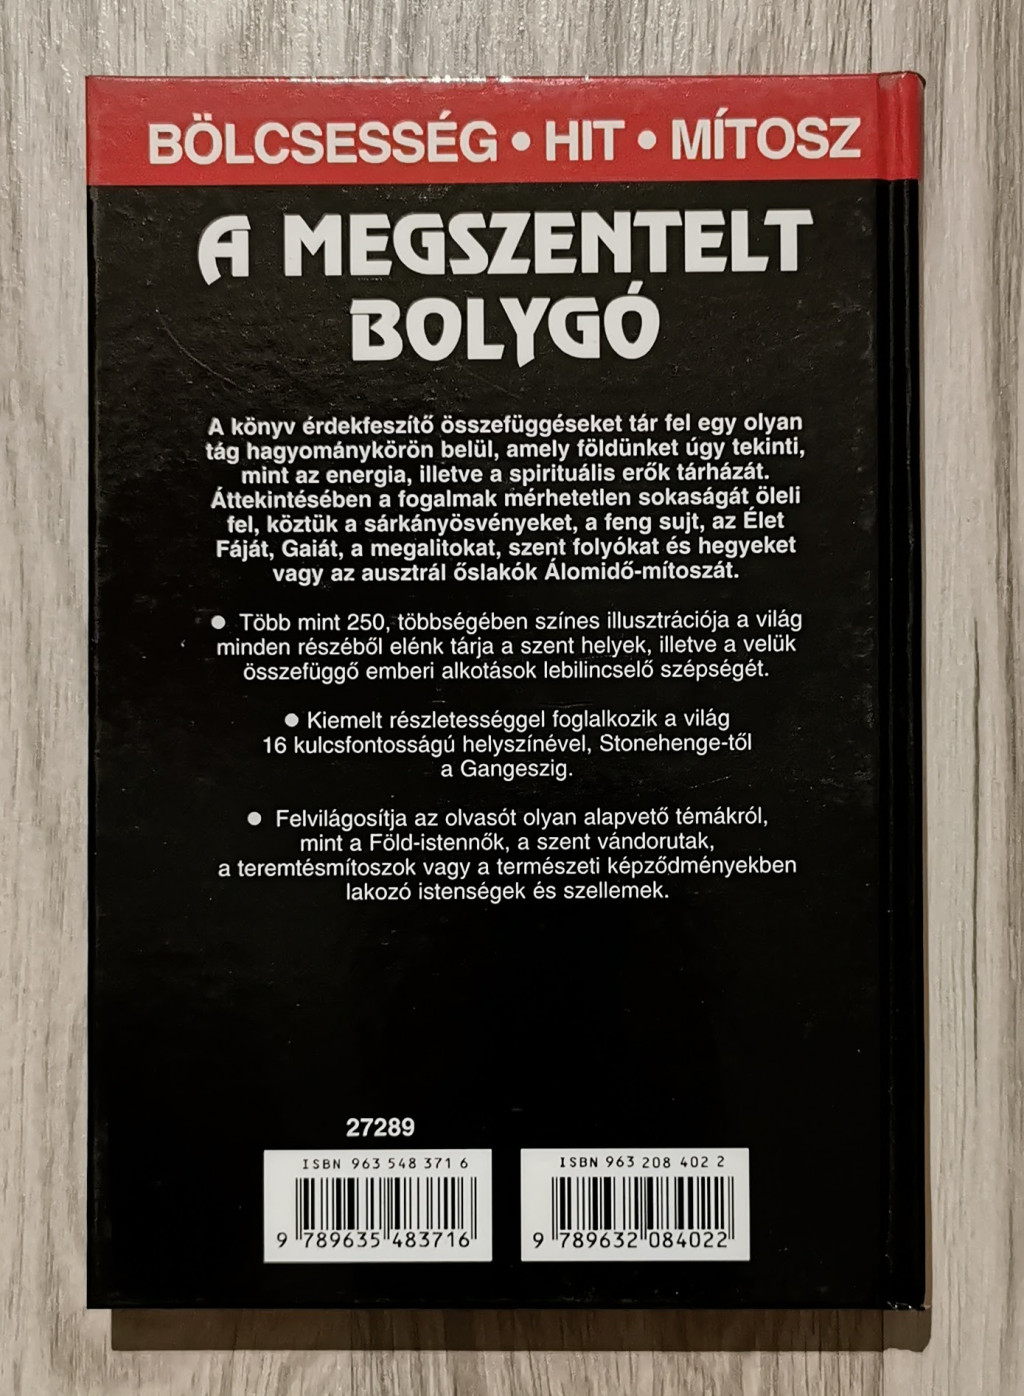 BÖLCSESSÉG • HIT • MÍTOSZ
A MEGSZENTELT
BOLYGÓ
A könyv érdekfeszítő összefüggéseket tár fel egy olyan
tág hagyománykörön belül, amely földünket úgy tekinti,
mint az energia, illetve a spirituális erők tárházát.
Áttekintésében a fogalmak mérhetetlen sokaságát öleli
fel, köztük a sárkányösvényeket, a feng sujt, az Élet
Fáját, Gaiát, a megalitokat, szent folyókat és hegyeket
vagy az ausztrál őslakók Álomidő-mítoszát.
• Több mint 250, többségében színes illusztrációja a világ
minden részéből elénk tárja a szent helyek, illetve a velük
összefüggő emberi alkotások lebilincselő szépségét.
• Kiemelt részletességgel foglalkozik a világ
16 kulcsfontosságú helyszínével, Stonehenge-től
a Gangeszig.
• Felvilágosítja az olvasót olyan alapvető témákról,
mint a Föld-istennők, a szent vándorutak,
a teremtésmítoszok vagy a természeti képződményekben
lakozó istenségek és szellemek.
27289
ISBN 963 548 371 6
9 789635 483716
ISBN 963 208 402 2
9 789632 084022